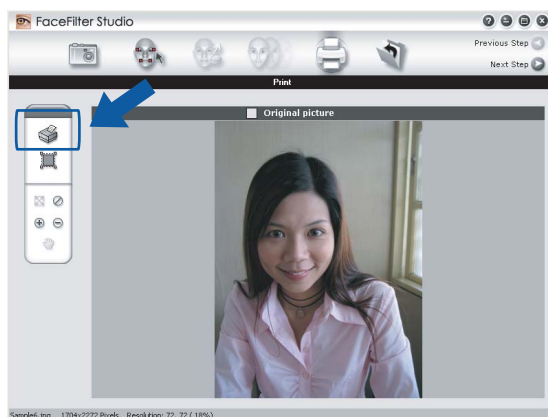 FaceFilter Studio
Previous Step
Next Step
Print
Original picture
Sample6.jpg 1704x2272 Pixels Resolution: 72, 72 ( 18%)